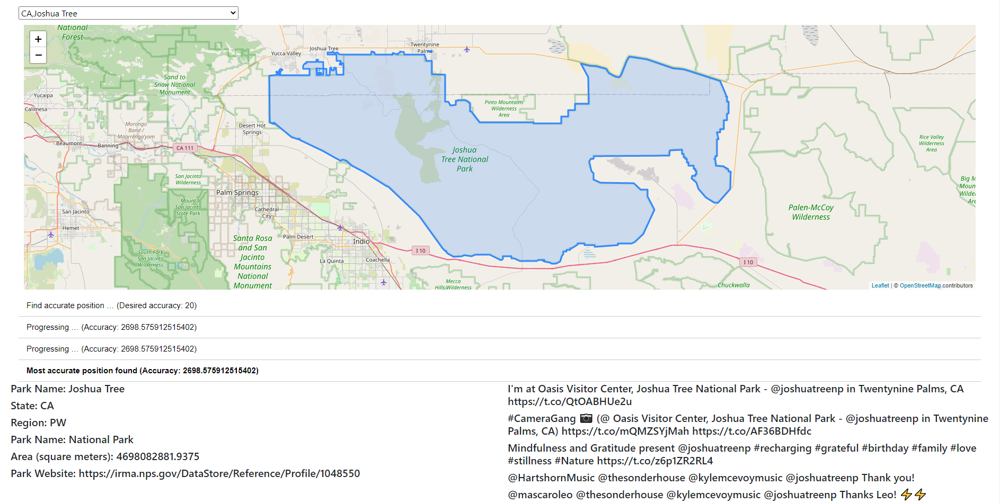 CA,Joshua Tree
+
−
National
Forest
Yucca Valley
Joshua Tree
Twentynine
Palms
Sand to
Snow National
Monument
Yucaipa
Calimesa
Morongo
Band /
Maarrênga'yam
Desert Hot
Springs
Beaumont
Banning
CA 111
Pinto Mountains
Wilderness
Area
Joshua
Tree National
Park
Rice Valley
Wilderness
Area
San Jacinto
Wilderness
Palm Springs
Mount
San Jacinto
State Park
Cathedral
City
San Jacinto
Hemet
Big M
Moun
Wilder
Are
Palen-McCoy
Wilderness
Santa Rosa
and San
Jacinto
Mountains
National
Monument
Palm Desert
Indio
I 10
South Fork
San Jacinto
Wilderness
La Quinta
Coachella
I 10
Mecca
Hills Wilderness
Chuckwalla
Leaflet | © OpenStreetMap contributors
Find accurate position … (Desired accuracy: 20)
Progressing … (Accuracy: 2698.575912515402)
Progressing … (Accuracy: 2698.575912515402)
Most accurate position found (Accuracy: 2698.575912515402)
Park Name: Joshua Tree
State: CA
Region: PW
Park Name: National Park
Area (square meters): 4698082881.9375
Park Website: https://irma.nps.gov/DataStore/Reference/Profile/1048550
I'm at Oasis Visitor Center, Joshua Tree National Park - @joshuatreenp in Twentynine Palms, CA
https://t.co/QtOABHUe2u
#CameraGang 📷 (@ Oasis Visitor Center, Joshua Tree National Park - @joshuatreenp in Twentynine
Palms, CA) https://t.co/mQMZSYjMah https://t.co/AF36BDHfdc
Mindfulness and Gratitude present @joshuatreenp #recharging #grateful #birthday #family #love
#stillness #Nature https://t.co/z6p1ZR2RL4
@HartshornMusic @thesonderhouse @kylemcevoymusic @joshuatreenp Thank you!
@mascaroleo @thesonderhouse @kylemcevoymusic @joshuatreenp Thanks Leo! ⚡⚡